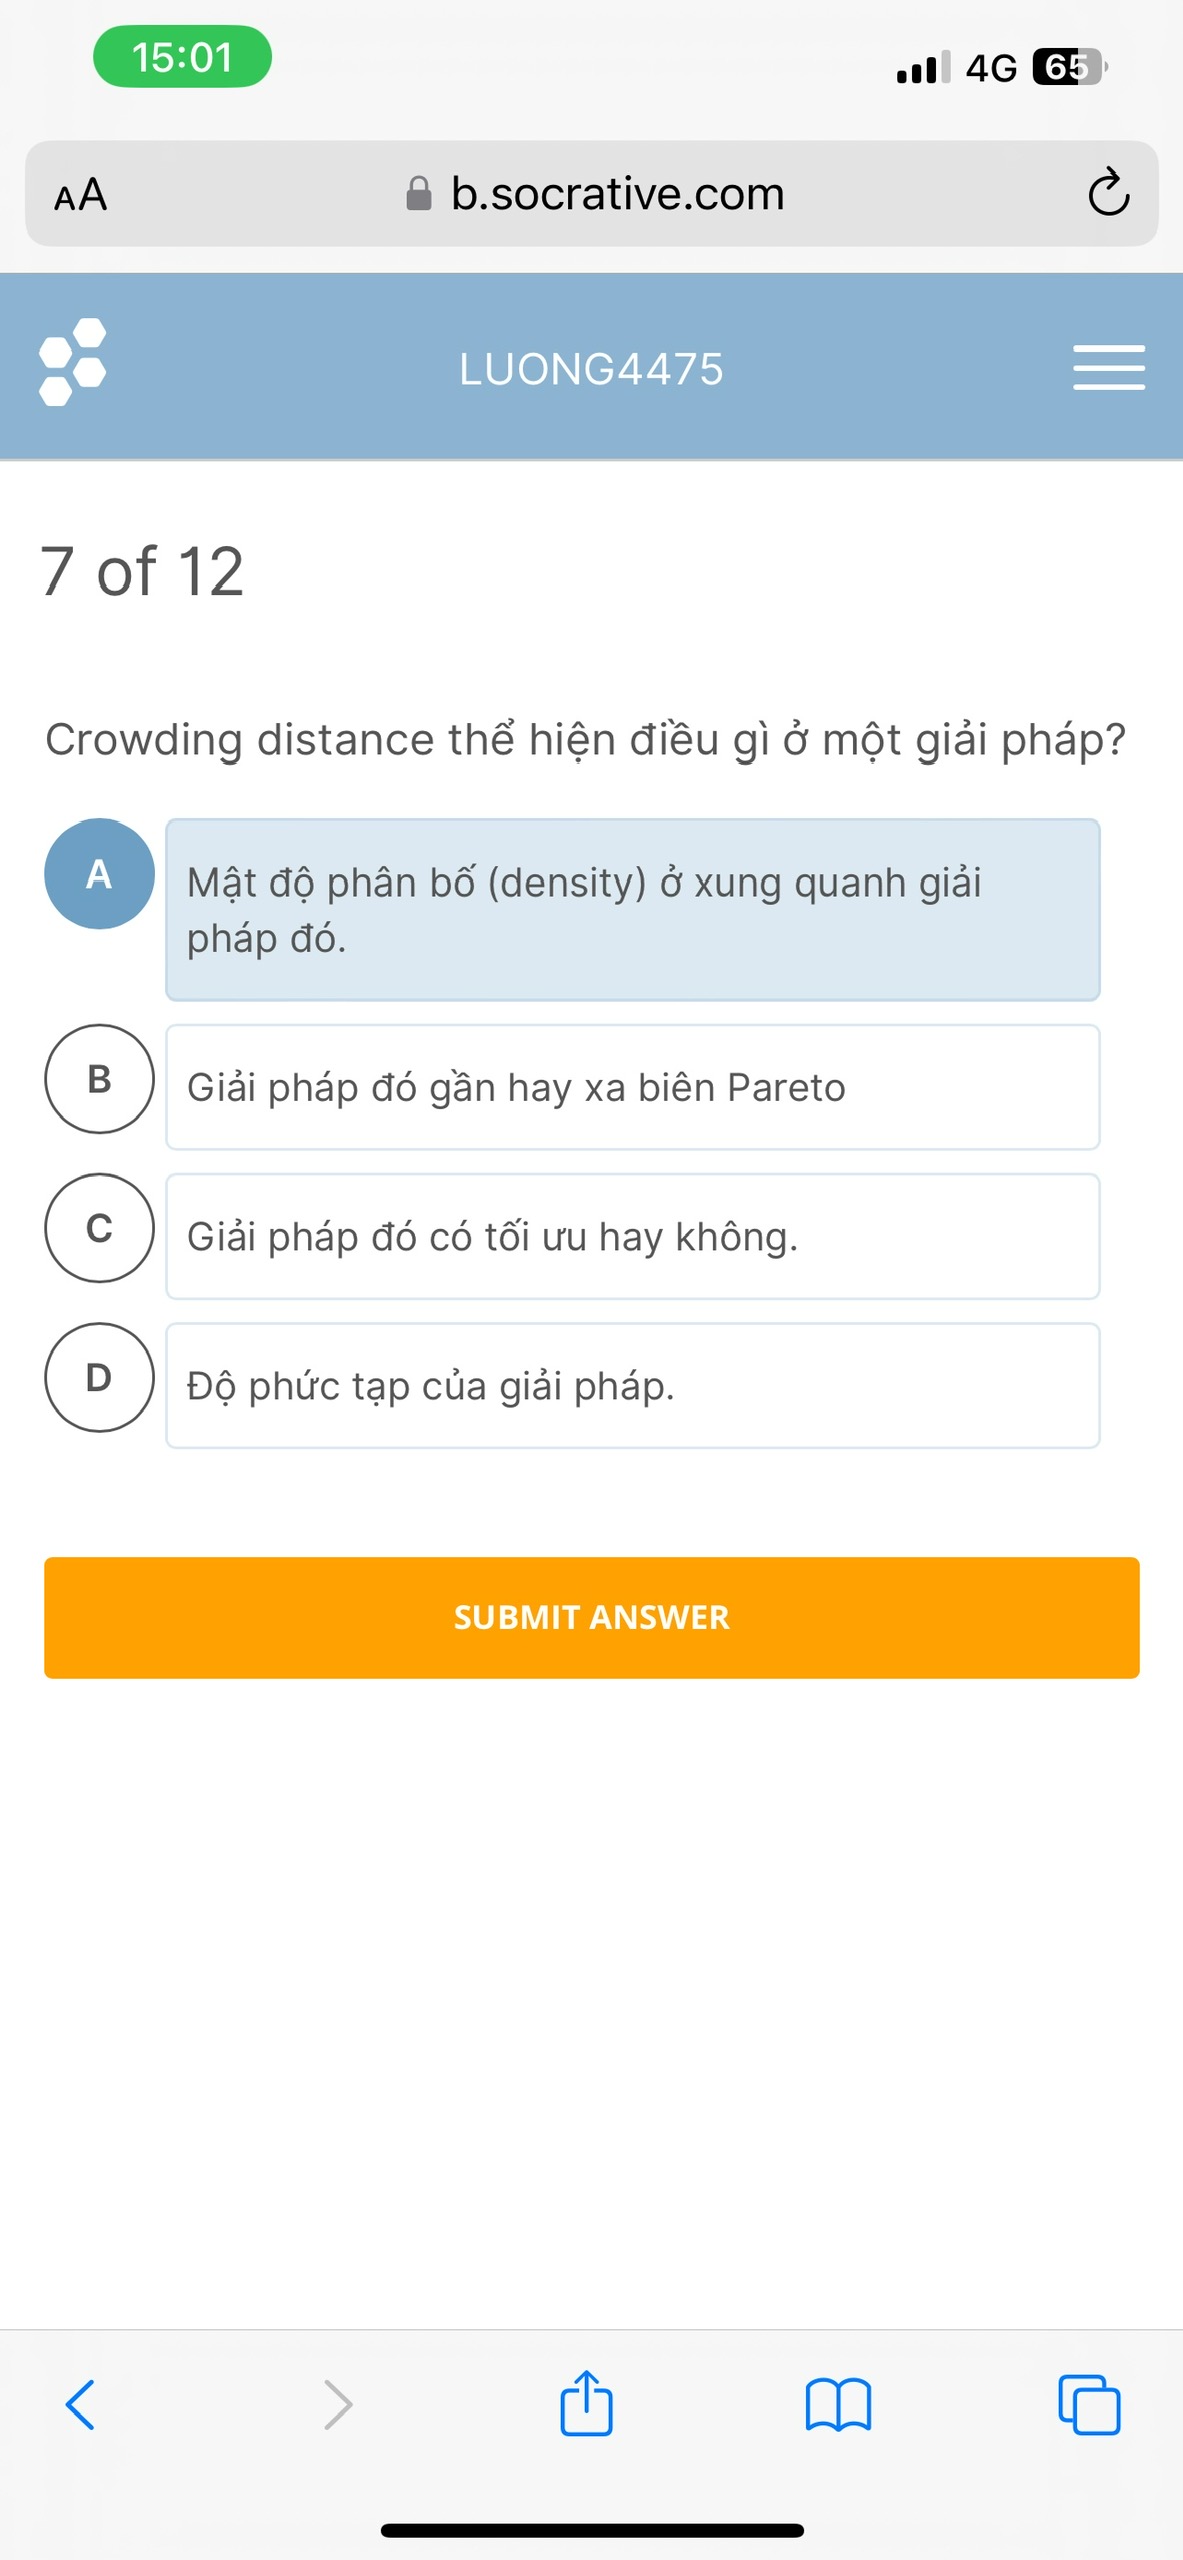 15:01
4G 65
AA b.socrative.com
LUONG4475
7 of 12
Crowding distance thể hiện điều gì ở một giải pháp?
A Mật độ phân bố (density) ở xung quanh giải
pháp đó.
B Giải pháp đó gần hay xa biên Pareto
C Giải pháp đó có tối ưu hay không.
D Độ phức tạp của giải pháp.
SUBMIT ANSWER